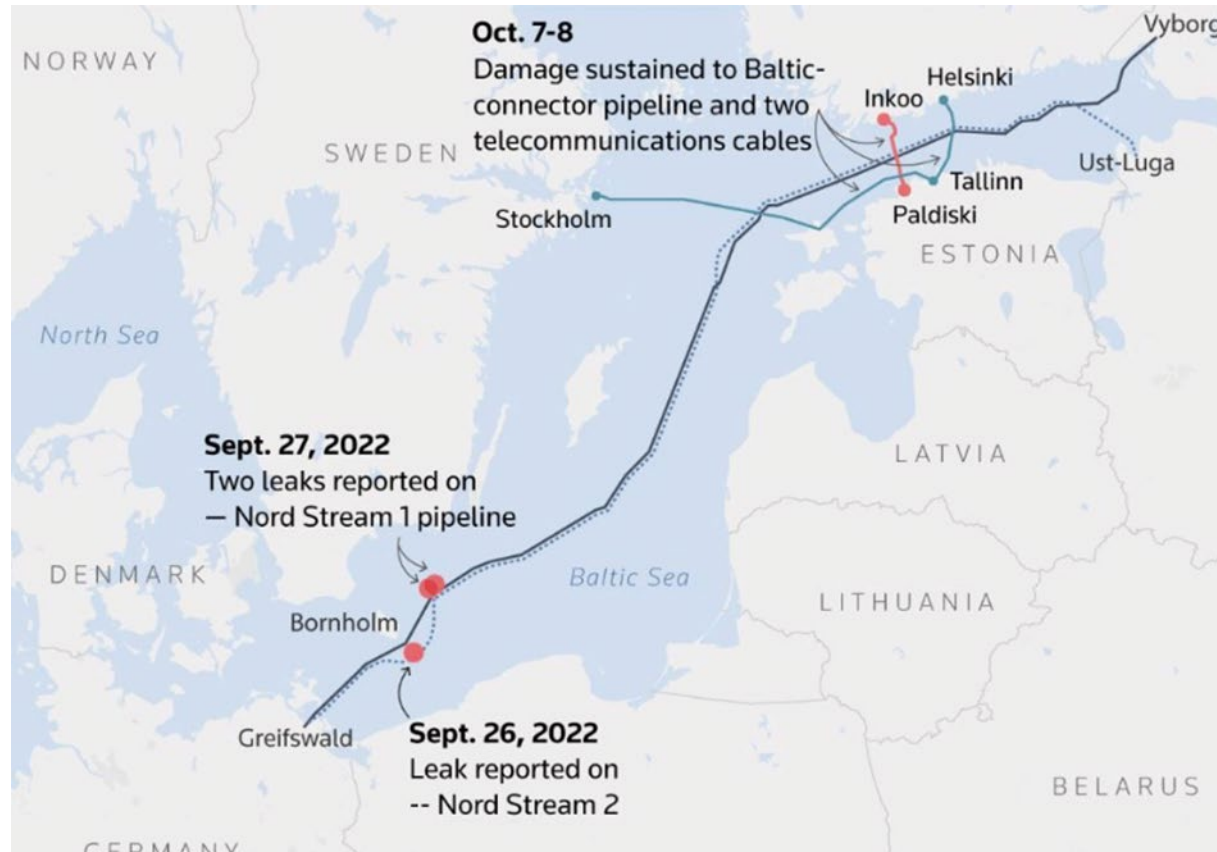 Oct. 7-8
Damage sustained to Baltic-
connector pipeline and two
telecommunications cables
Vyborg
NORWAY
Helsinki
Inkoo
SWEDEN
Ust-Luga
Tallinn
Stockholm
Paldiski
ESTONIA
North Sea
Sept. 27, 2022
Two leaks reported on
— Nord Stream 1 pipeline
LATVIA
DENMARK
Baltic Sea
LITHUANIA
Bornholm
Greifswald
Sept. 26, 2022
Leak reported on
-- Nord Stream 2
BELARUS
GERMANY